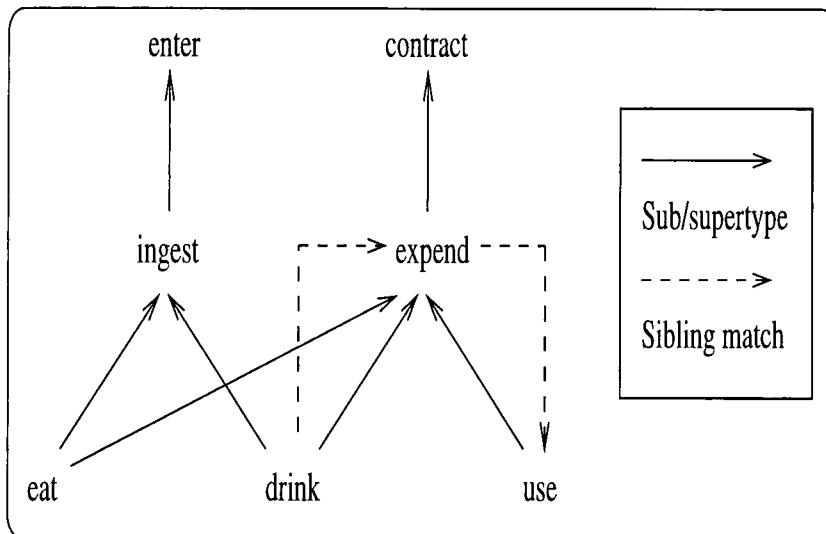 enter
contract
ingest
expend
eat
drink
use
Sub/supertype
Sibling match